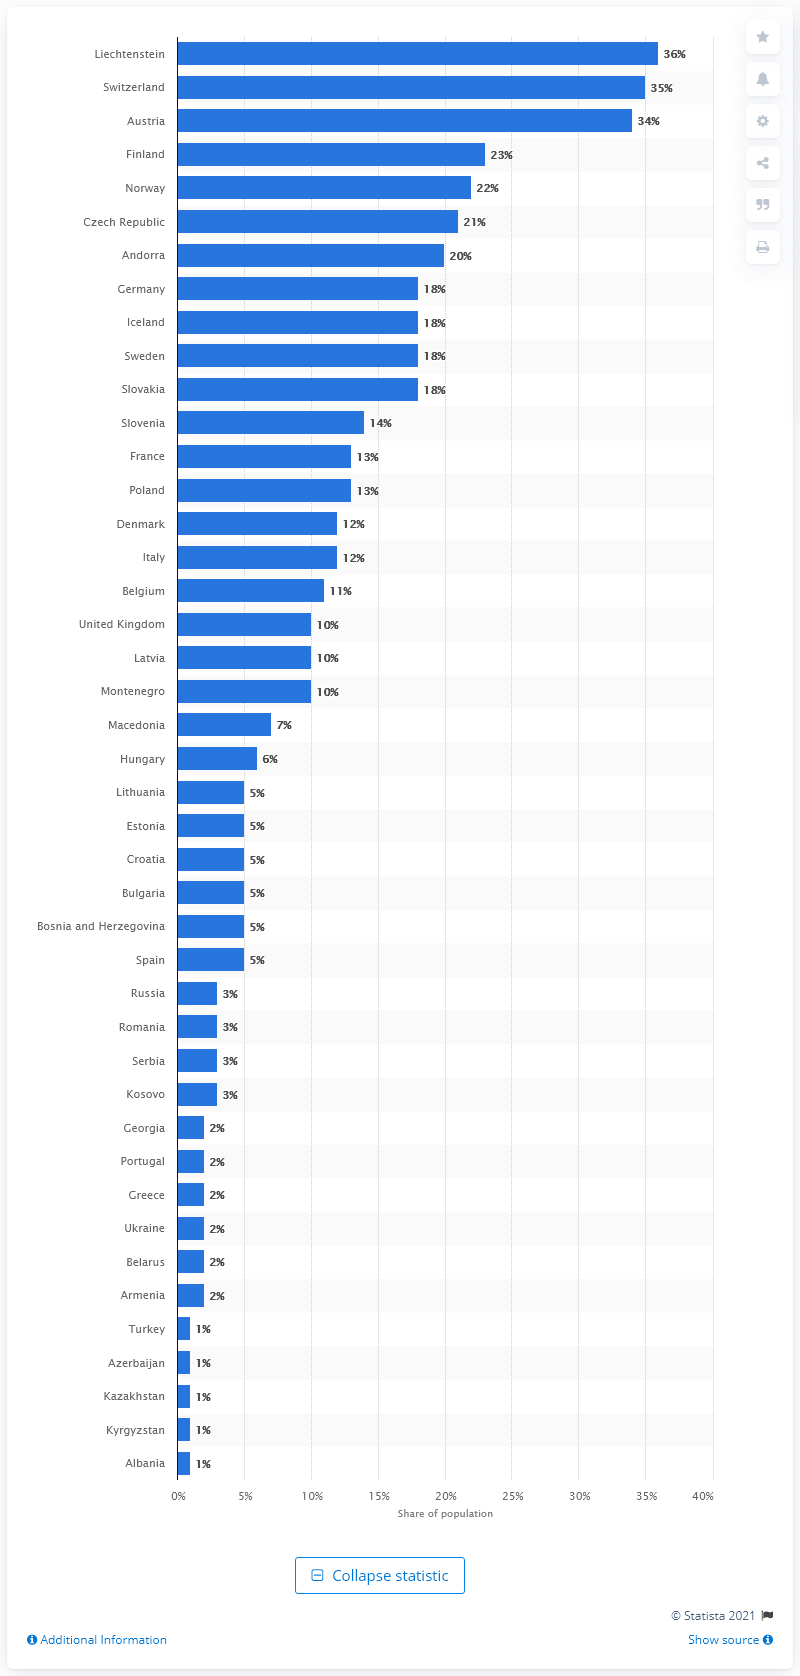 Liechtenstein 36%
Switzerland 35%
Austria 34%
Finland 23%
Norway 22%
Czech Republic 21%
Andorra 20%
Germany 18%
Iceland 18%
Sweden 18%
Slovakia 18%
Slovenia 14%
France 13%
Poland 13%
Denmark 12%
Italy 12%
Belgium 11%
United Kingdom 10%
Latvia 10%
Montenegro 10%
Macedonia 7%
Hungary 6%
Lithuania 5%
Estonia 5%
Croatia 5%
Bulgaria 5%
Bosnia and Herzegovina 5%
Spain 5%
Russia 3%
Romania 3%
Serbia 3%
Kosovo 3%
Georgia 2%
Portugal 2%
Greece 2%
Ukraine 2%
Belarus 2%
Armenia 2%
Turkey 1%
Azerbaijan 1%
Kazakhstan 1%
Kyrgyzstan 1%
Albania 1%
0% 5% 10% 15% 20% 25% 30% 35% 40%
Share of population
Collapse statistic
© Statista 2021
Additional Information Show source